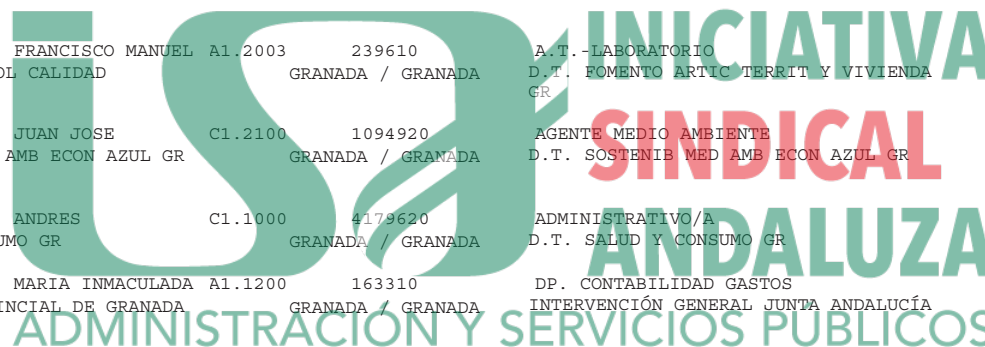 FRANCISCO MANUEL A1.2003 239610 A.T.-LABORATORIO
OL CALIDAD GRANADA / GRANADA D.T. FOMENTO ARTIC TERRIT Y VIVIENDA
GR
JUAN JOSE C1.2100 1094920 AGENTE MEDIO AMBIENTE
AMB ECON AZUL GR GRANADA / GRANADA D.T. SOSTENIB MED AMB ECON AZUL GR
ANDRES C1.1000 4179620 ADMINISTRATIVO/A
UMO GR GRANADA / GRANADA D.T. SALUD Y CONSUMO GR
MARIA INMACULADA A1.1200 163310 DP. CONTABILIDAD GASTOS
INCIAL DE GRANADA GRANADA / GRANADA INTERVENCIÓN GENERAL JUNTA ANDALUCÍA
isa
INICIATIVA
SINDICAL
ANDALUZA
ADMINISTRACIÓN Y SERVICIOS PÚBLICOS